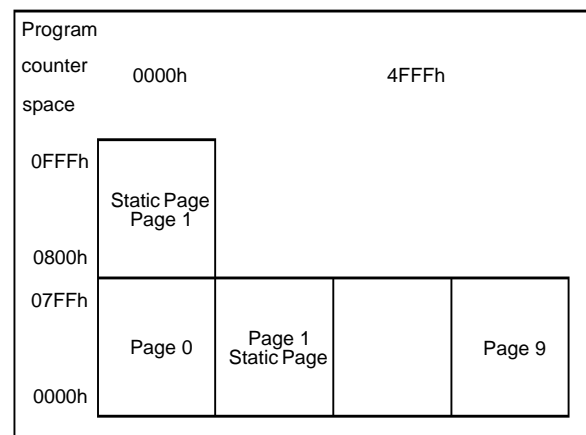 Program
counter
space
0000h
4FFFh
0FFFh
Static Page
Page 1
0800h
07FFh
Page 0
Page 1
Static Page
Page 9
0000h